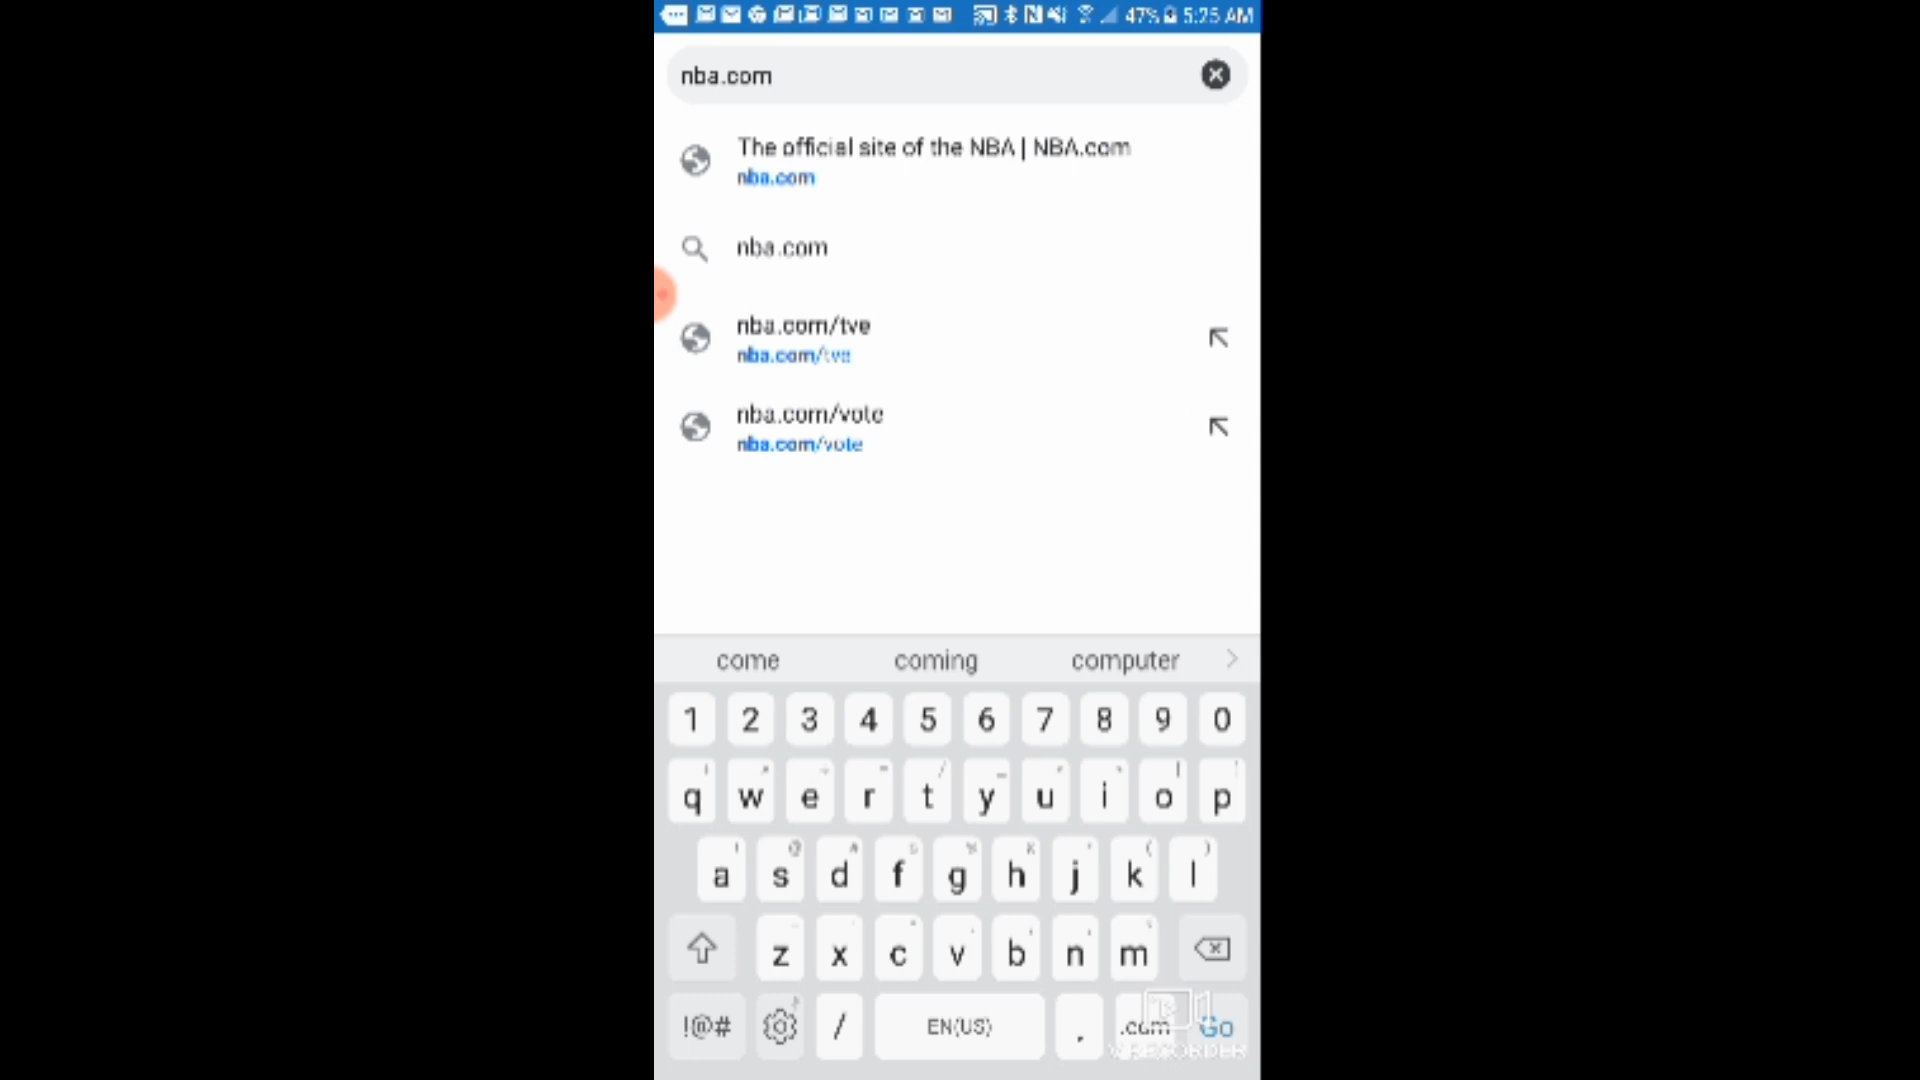 47% 5:25 AM
nba.com
The official site of the NBA | NBA.com
nba.com
nba.com
nba.com/tve
nba.com/tve
nba.com/vote
nba.com/vote
come coming computer
1 2 3 4 5 6 7 8 9 0
q w e r t y u i o p
a s d f g h j k l
z x c v b n m
!@# / EN(US) , .com Go
V RECORDER